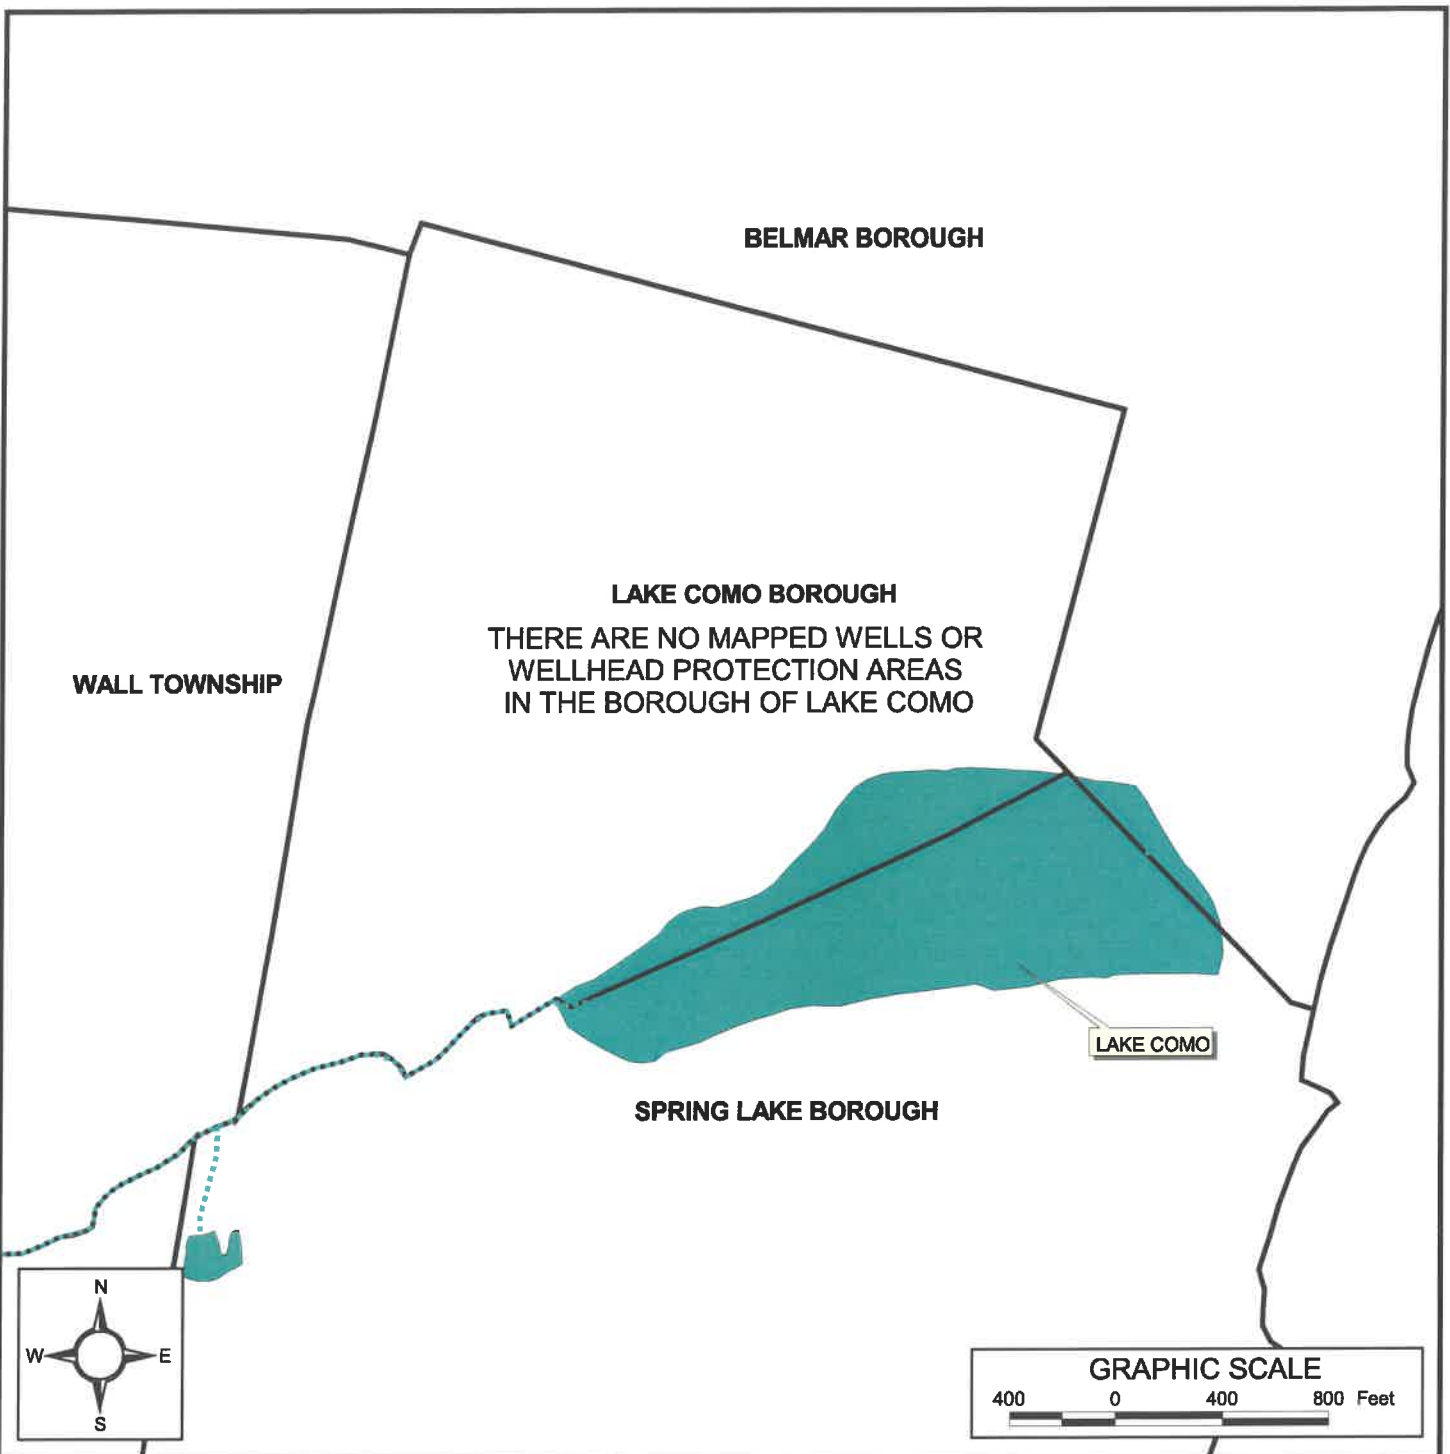 BELMAR BOROUGH
LAKE COMO BOROUGH
THERE ARE NO MAPPED WELLS OR
WELLHEAD PROTECTION AREAS
IN THE BOROUGH OF LAKE COMO
WALL TOWNSHIP
LAKE COMO
SPRING LAKE BOROUGH
N
W E
S
GRAPHIC SCALE
400 0 400 800 Feet